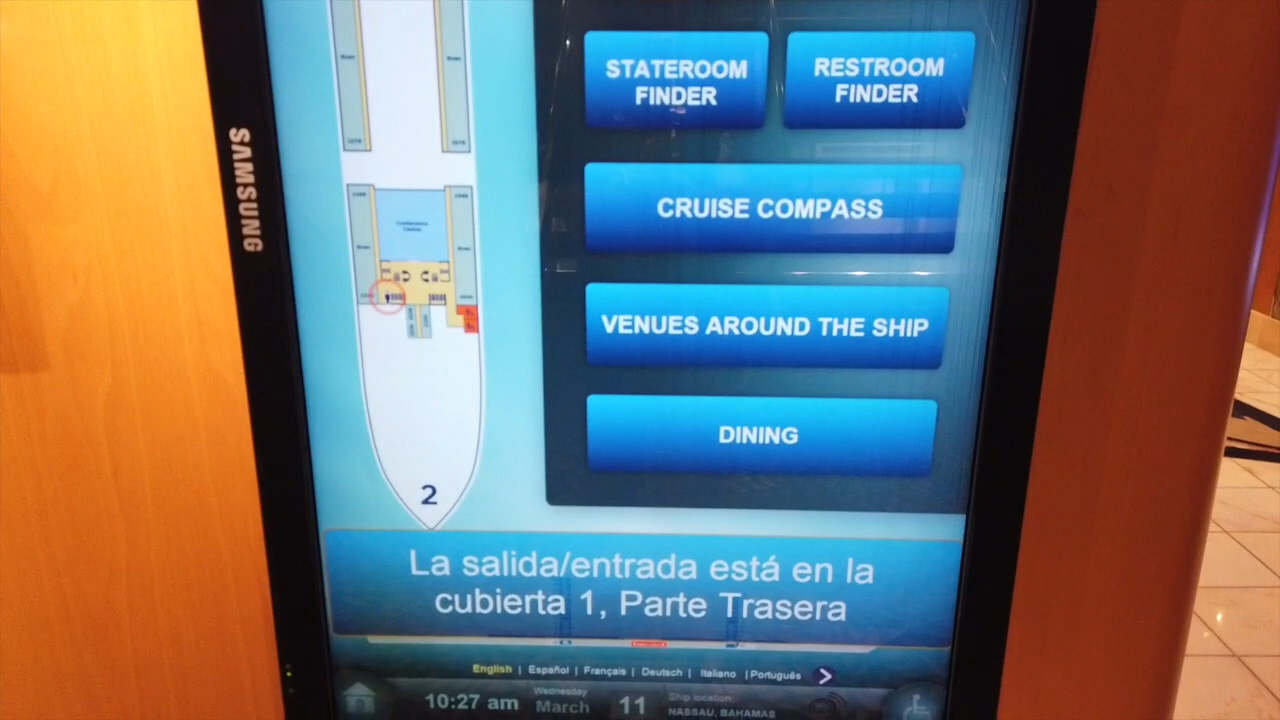 SAMSUNG
STATEROOM
FINDER
RESTROOM
FINDER
CRUISE COMPASS
VENUES AROUND THE SHIP
DINING
Conference
Center
2
La salida/entrada está en la
cubierta 1, Parte Trasera
English | Español | Français | Deutsch | Italiano | Português
10:27 am
Wednesday
March
11
Ship location:
NASSAU, BAHAMAS